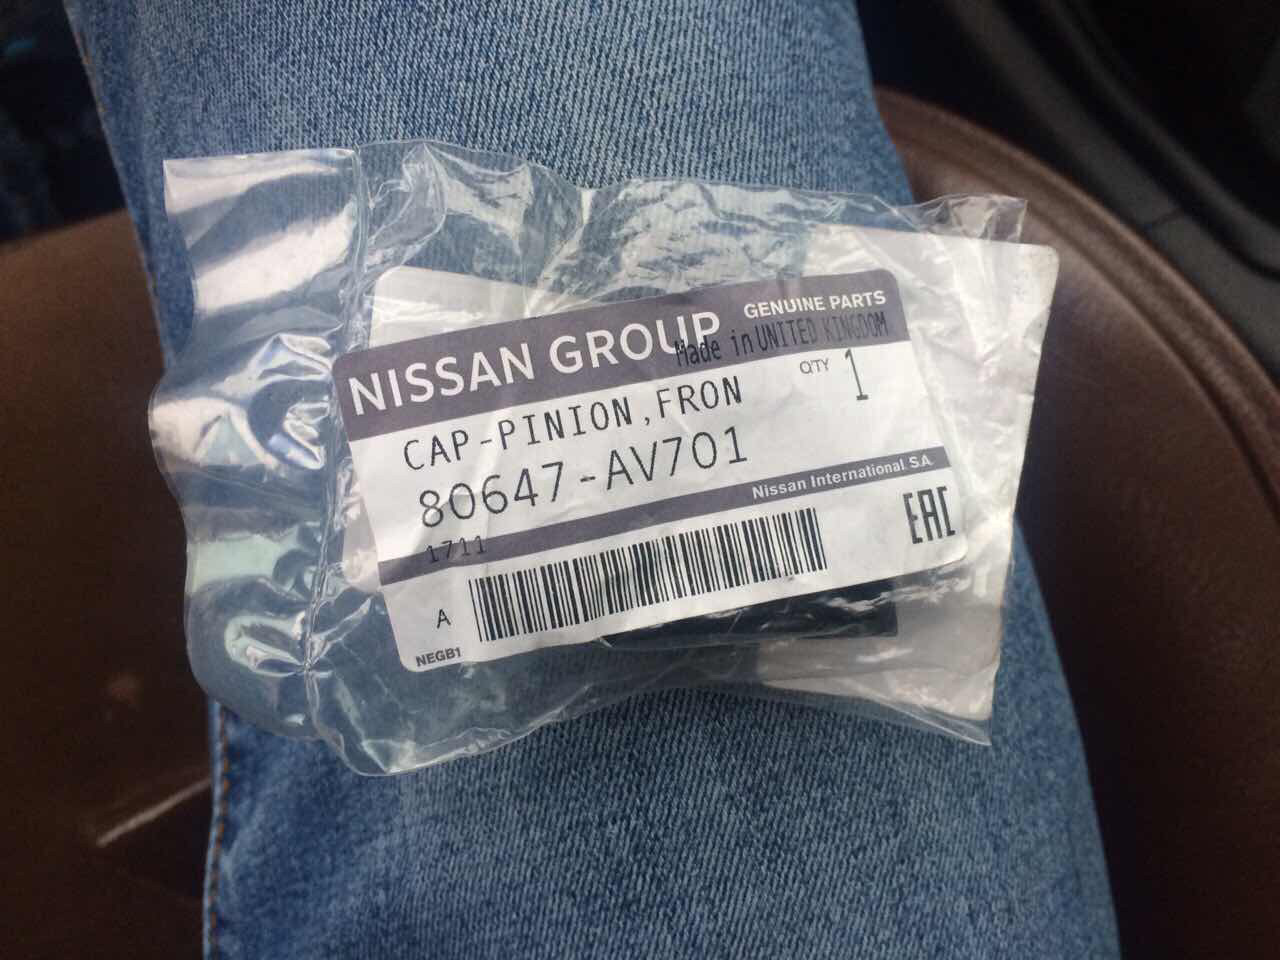 NISSAN GROUP
GENUINE PARTS
Made in UNITED KINGDOM
CAP-PINION,FRON
QTY 1
80647-AV701
Nissan International S.A.
1711
EAC
A
NEGB1